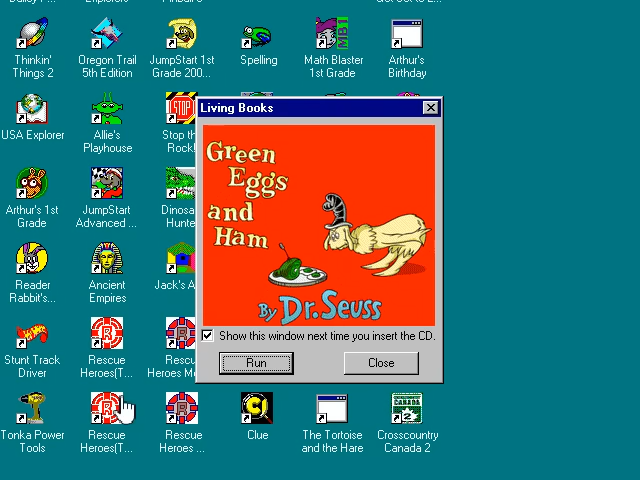 Thinkin'
Things 2
Oregon Trail
5th Edition
JumpStart 1st
Grade 200...
Spelling
Math Blaster
1st Grade
MB1
Arthur's
Birthday
USA Explorer
Allie's
Playhouse
STOP
Stop th
Rock!
Living Books
Green
Eggs
and
Ham
By Dr. Seuss
Show this window next time you insert the CD.
Run
Close
Arthur's 1st
Grade
JumpStart
Advanced ...
Dinosa
Hunte
Reader
Rabbit's...
Ancient
Empires
Jack's A
Stunt Track
Driver
Rescue
Heroes(T...
Rescu
Heroes M
Tonka Power
Tools
Rescue
Heroes(T...
Rescue
Heroes ...
Clue
The Tortoise
and the Hare
CANADA
2
Crosscountry
Canada 2